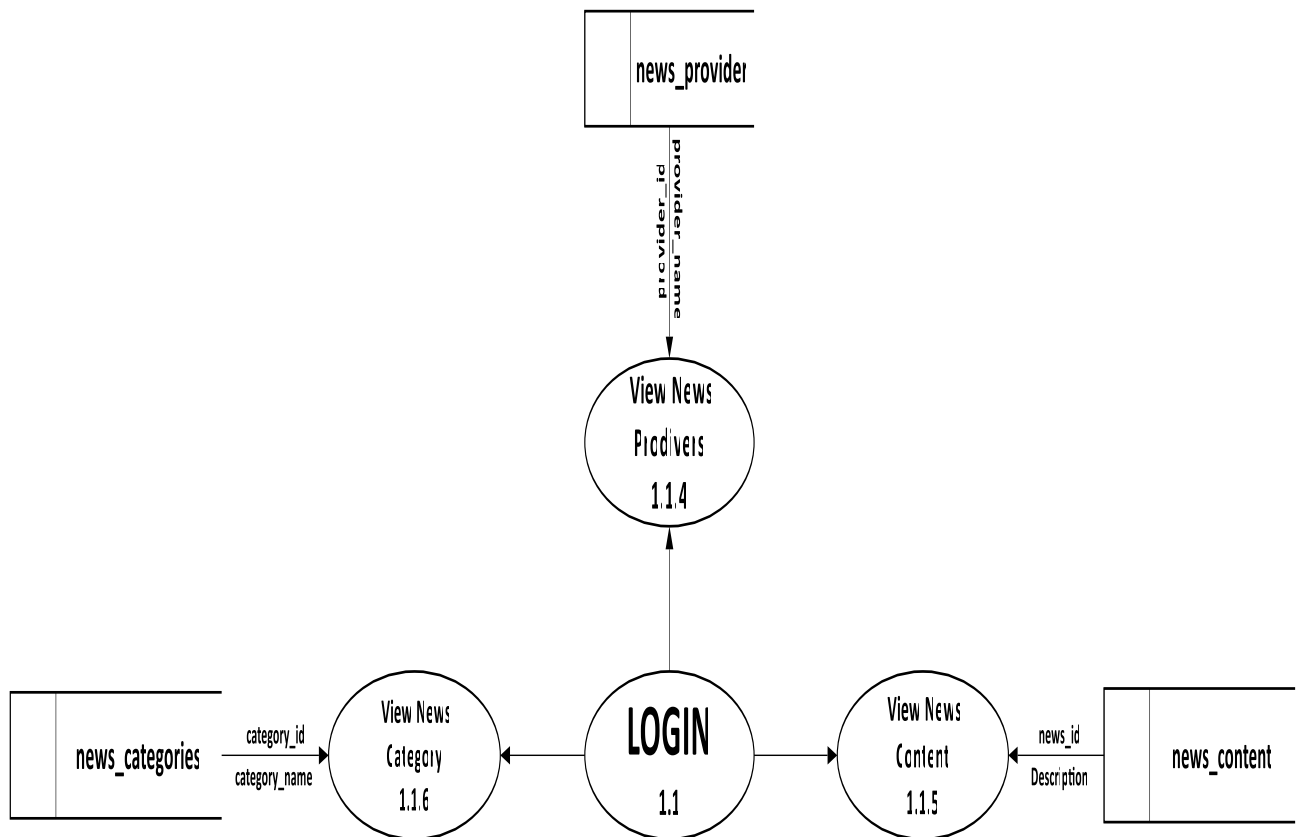 news_provider
provider_id
provider_name
View News
Prodivers
1.1.4
news_categories
category_id
category_name
View News
Category
1.1.6
LOGIN
1.1
View News
Content
1.1.5
news_id
Description
news_content